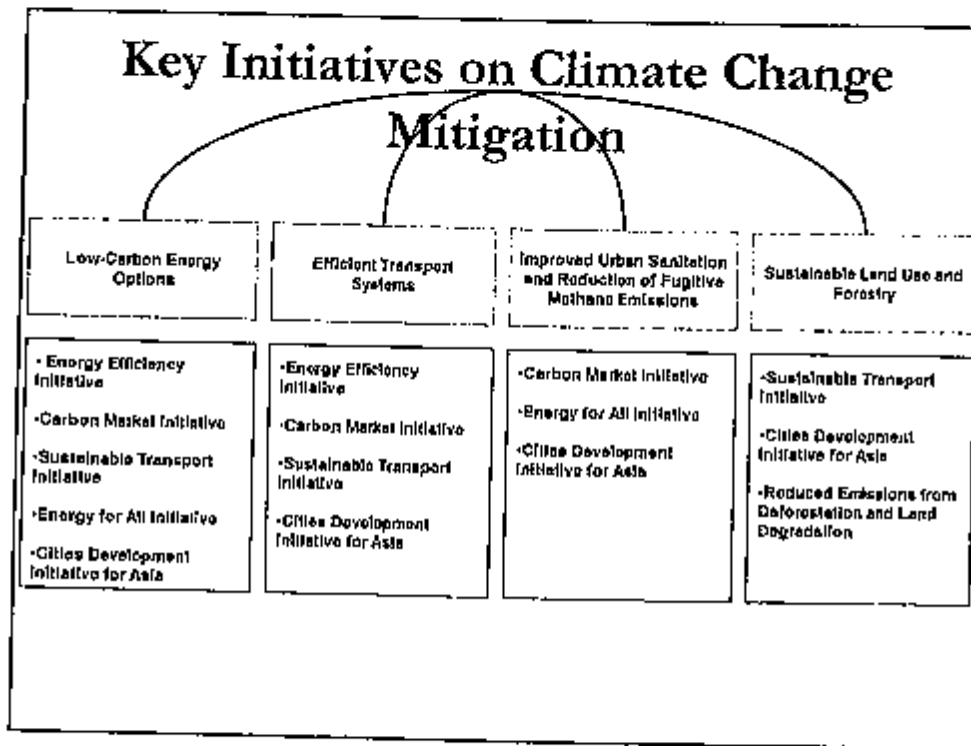 Key Initiatives on Climate Change
Mitigation
Low-Carbon Energy
Options
Efficient Transport
Systems
Improved Urban Sanitation
and Reduction of Fugitive
Methane Emissions
Sustainable Land Use and
Forestry
• Energy Efficiency
Initiative
•Carbon Market Initiative
•Sustainable Transport
Initiative
•Energy for All Initiative
•Cities Development
Initiative for Asia
•Energy Efficiency
Initiative
•Carbon Market Initiative
•Sustainable Transport
Initiative
•Cities Development
Initiative for Asia
•Carbon Market Initiative
•Energy for All Initiative
•Cities Development
Initiative for Asia
•Sustainable Transport
Initiative
•Cities Development
Initiative for Asia
•Reduced Emissions from
Deforestation and Land
Degradation